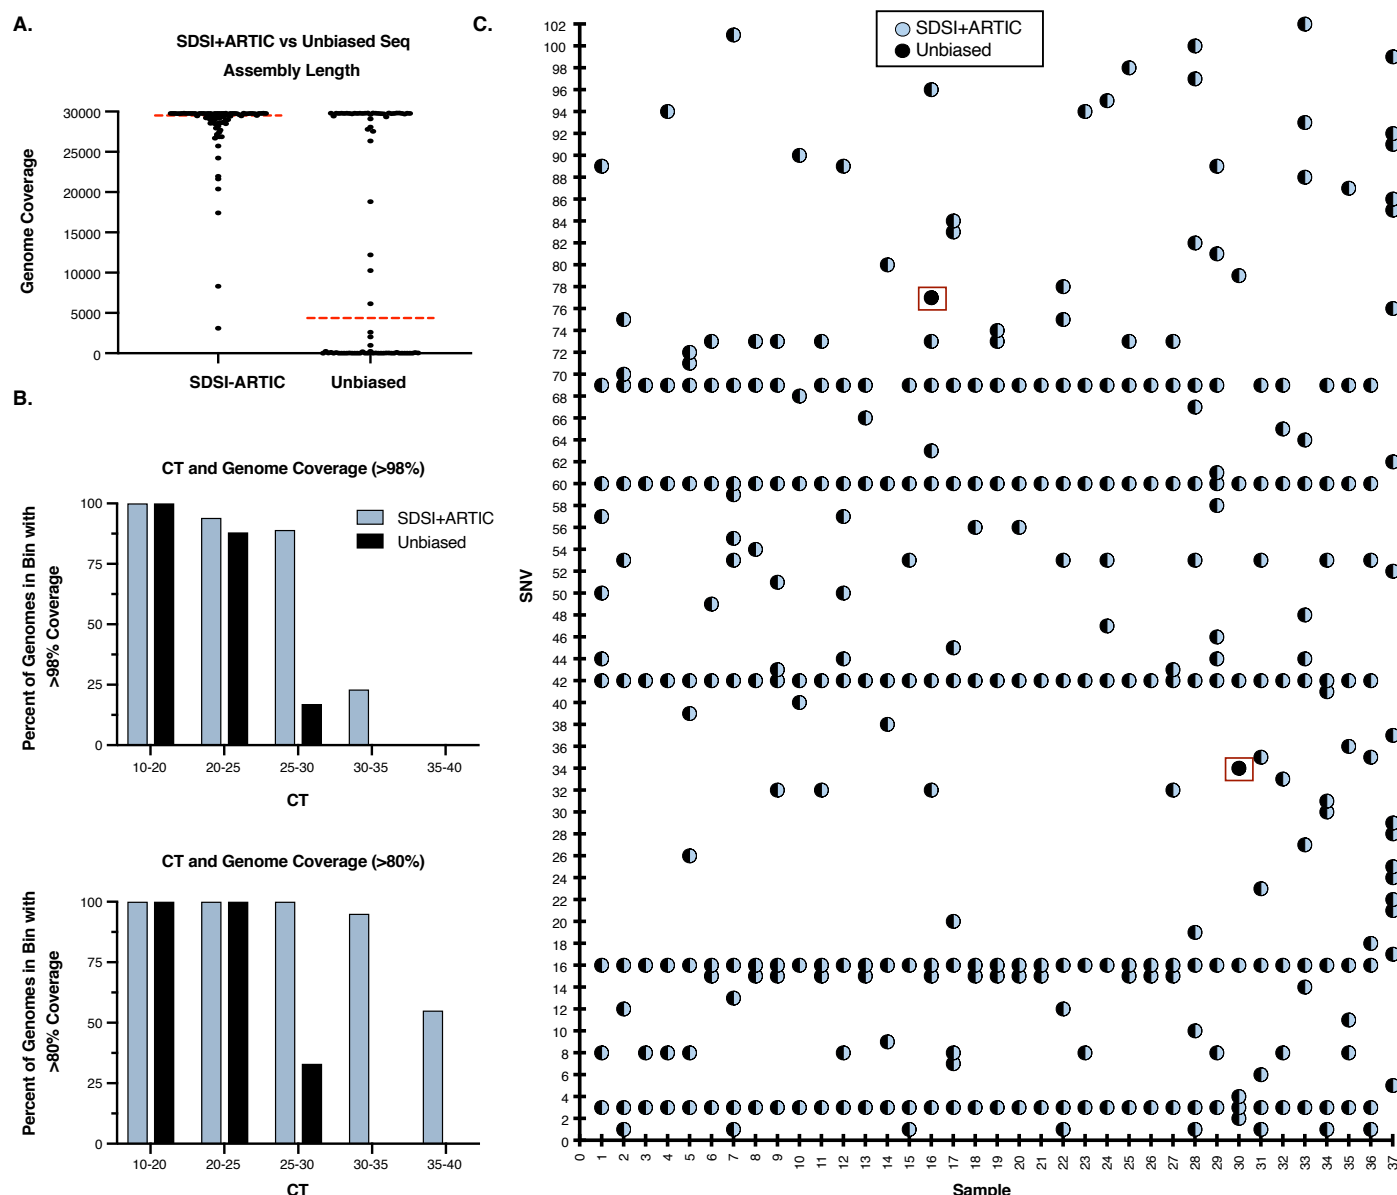 A.
SDSI+ARTIC vs Unbiased Seq
Assembly Length
Genome Coverage
30000
25000
20000
15000
10000
5000
0
SDSI-ARTIC Unbiased
B.
CT and Genome Coverage (>98%)
Percent of Genomes in Bin with
>98% Coverage
100
75
50
25
0
SDSI+ARTIC
Unbiased
10-20 20-25 25-30 30-35 35-40
CT
CT and Genome Coverage (>80%)
Percent of Genomes in Bin with
>80% Coverage
100
75
50
25
0
10-20 20-25 25-30 30-35 35-40
CT
C.
SDSI+ARTIC
Unbiased
SNV
102
100
98
96
94
92
90
88
86
84
82
80
78
76
74
72
70
68
66
64
62
60
58
56
54
52
50
48
46
44
42
40
38
36
34
32
30
28
26
24
22
20
18
16
14
12
10
8
6
4
2
0
0 1 2 3 4 5 6 7 8 9 10 11 12 13 14 15 16 17 18 19 20 21 22 23 24 25 26 27 28 29 30 31 32 33 34 35 36 37
Sample